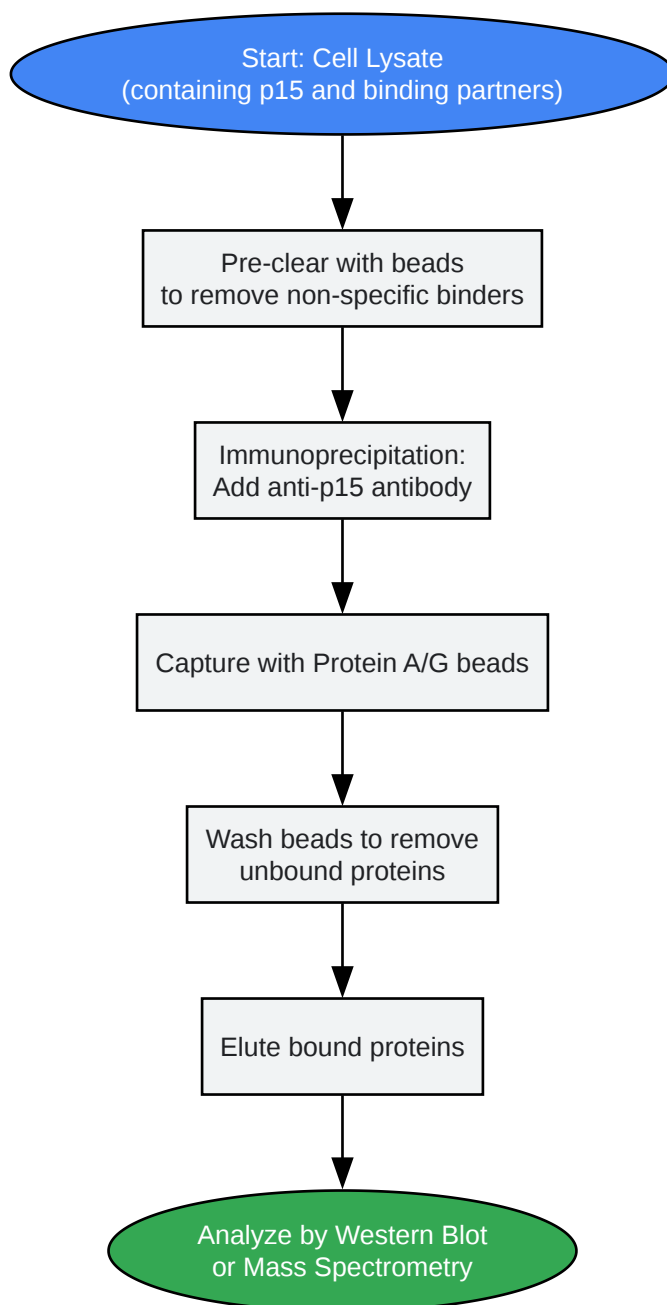 Start: Cell Lysate
(containing p15 and binding partners)
Pre-clear with beads
to remove non-specific binders
Immunoprecipitation:
Add anti-p15 antibody
Capture with Protein A/G beads
Wash beads to remove
unbound proteins
Elute bound proteins
Analyze by Western Blot
or Mass Spectrometry